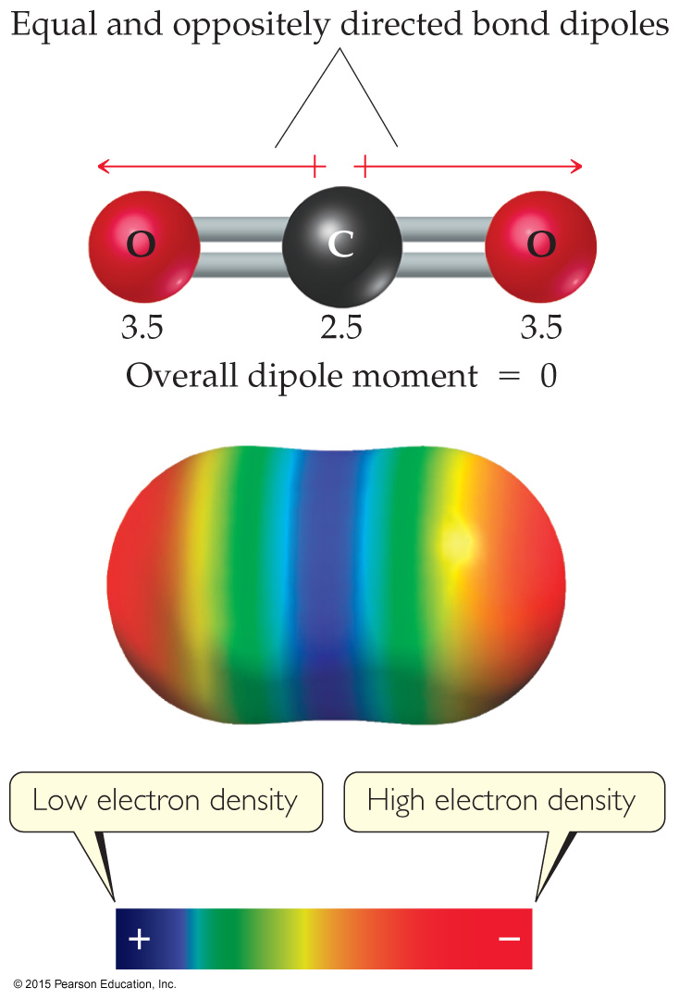 Equal and oppositely directed bond dipoles
O C O
3.5 2.5 3.5
Overall dipole moment = 0
Low electron density
High electron density
+ −
© 2015 Pearson Education, Inc.